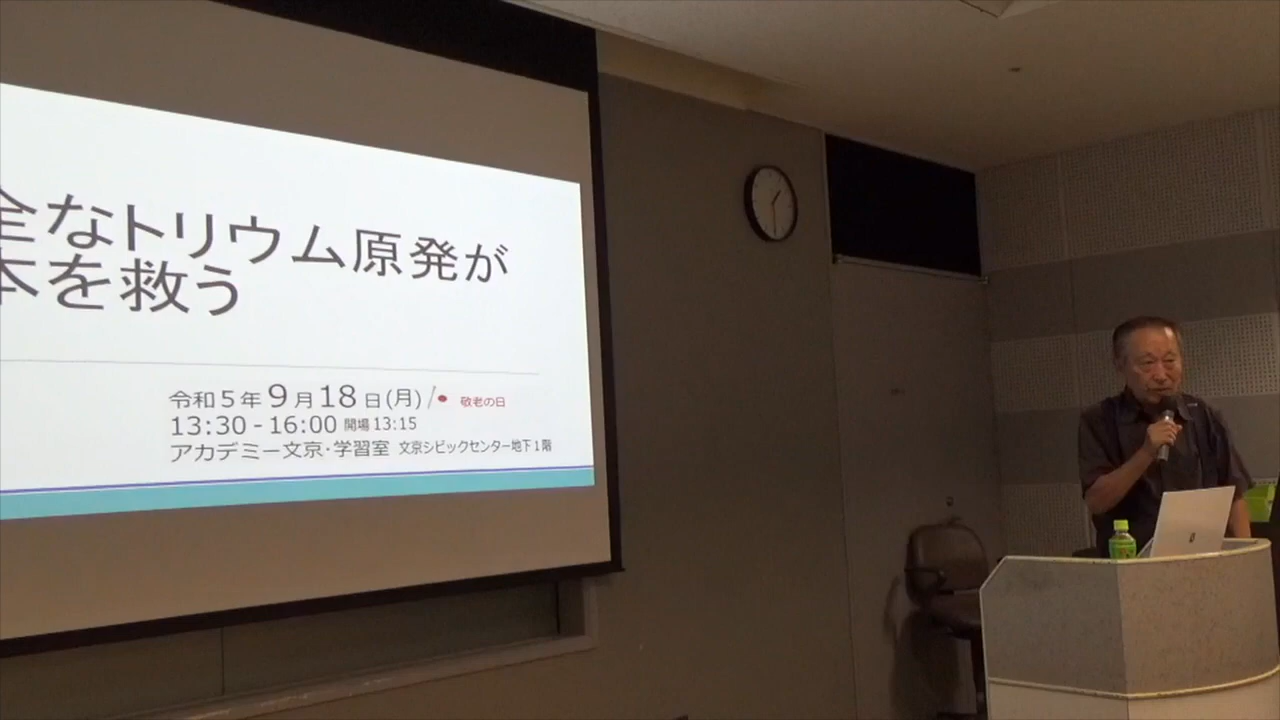 全なトリウム原発が
本を救う
令和5年9月18日(月)/● 敬老の日
13:30-16:00 開場 13:15
アカデミー文京・学習室 文京シビックセンター地下1階